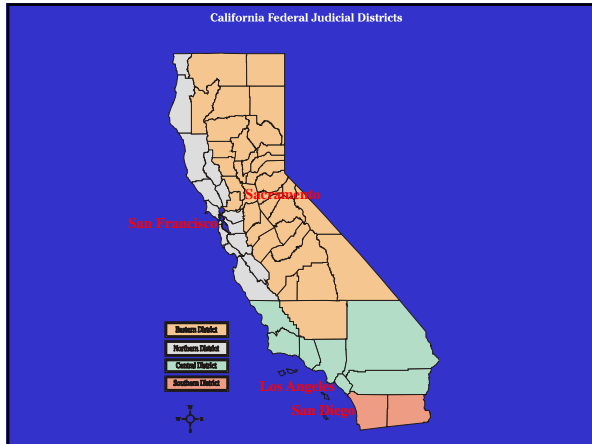 California Federal Judicial Districts
Sacramento
San Francisco
Eastern District
Northern District
Central District
Southern District
Los Angeles
San Diego